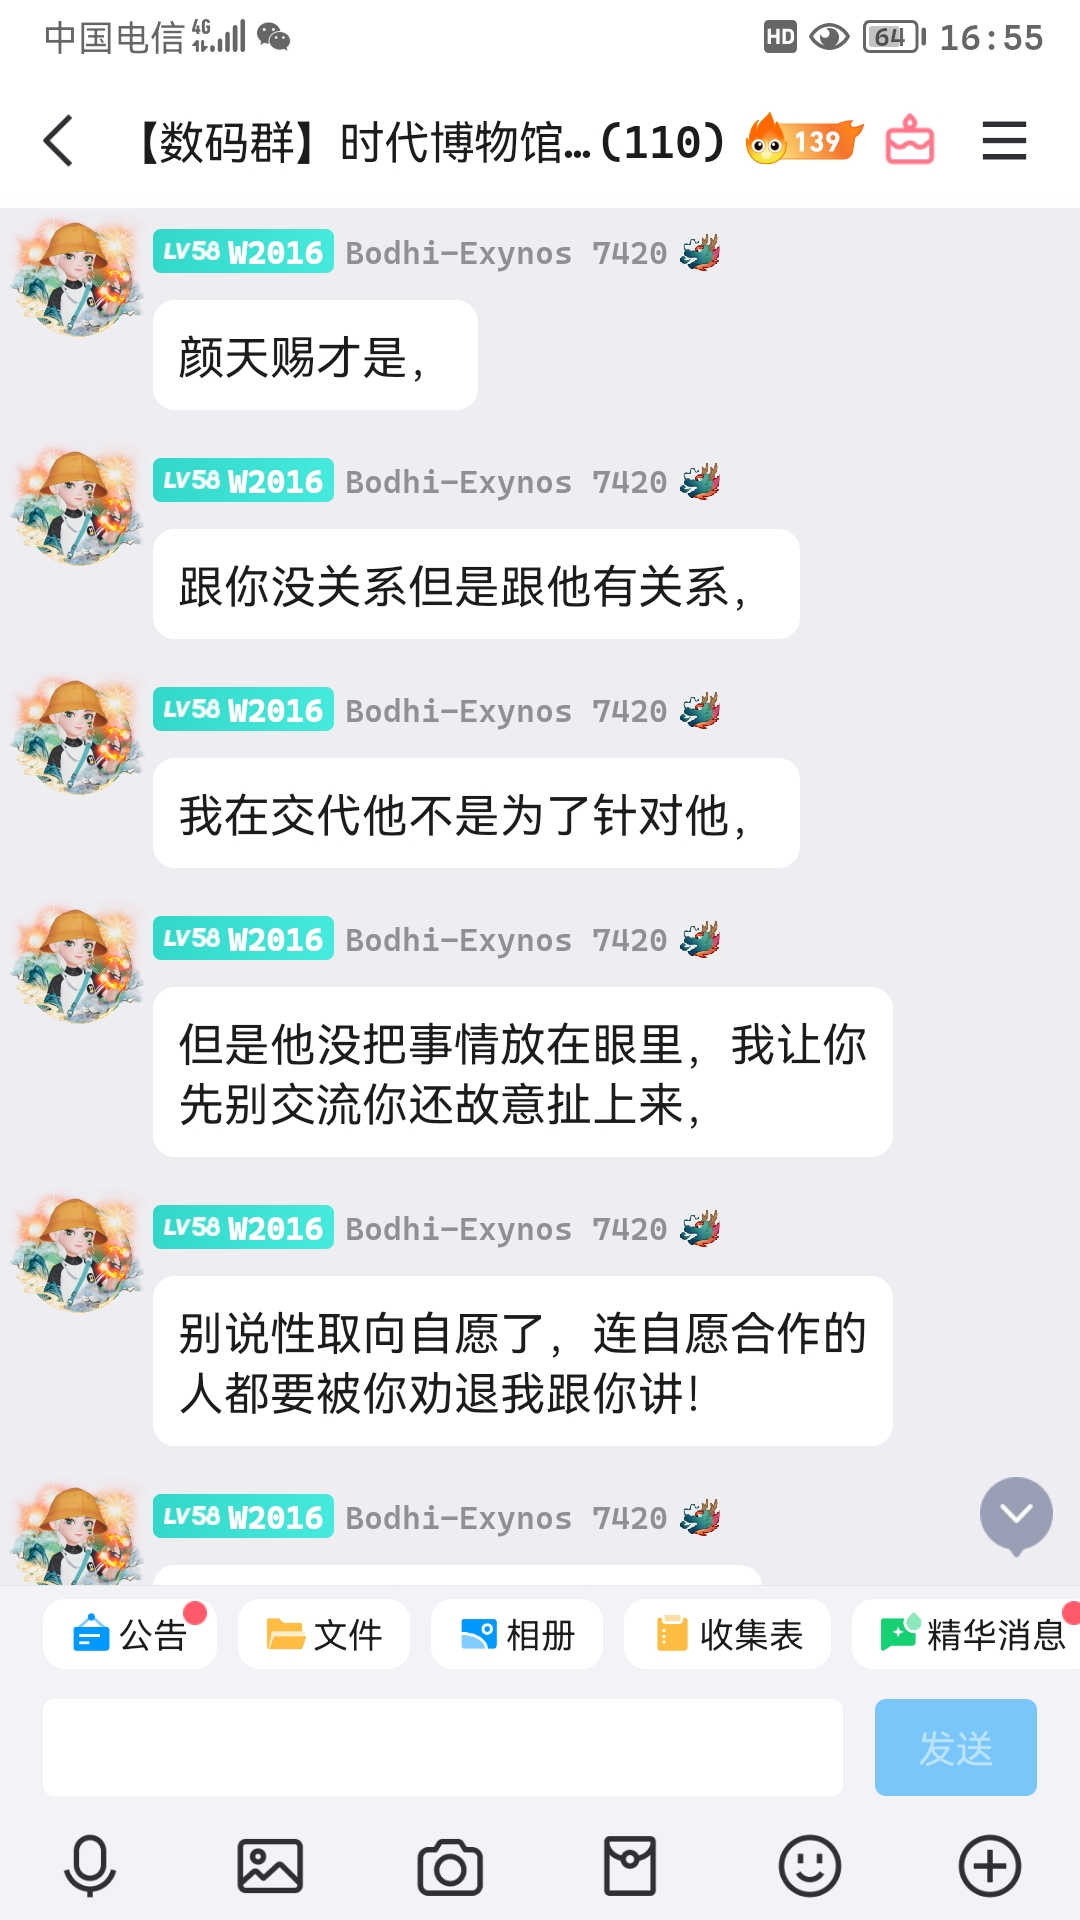 中国电信 4G HD 64 16:55
【数码群】时代博物馆...(110) 139
LV58 W2016 Bodhi-Exynos 7420
颜天赐才是，
LV58 W2016 Bodhi-Exynos 7420
跟你没关系但是跟他有关系，
LV58 W2016 Bodhi-Exynos 7420
我在交代他不是为了针对他，
LV58 W2016 Bodhi-Exynos 7420
但是他没把事情放在眼里，我让你
先别交流你还故意扯上来，
LV58 W2016 Bodhi-Exynos 7420
别说性取向自愿了，连自愿合作的
人都要被你劝退我跟你讲！
LV58 W2016 Bodhi-Exynos 7420
公告 文件 相册 收集表 精华消息
发送